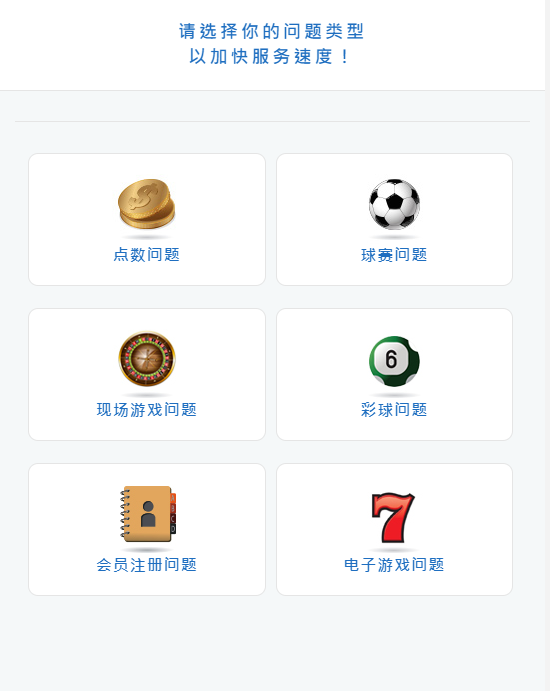 请选择你的问题类型
以加快服务速度！
点数问题
球赛问题
6
现场游戏问题
彩球问题
7
会员注册问题
电子游戏问题